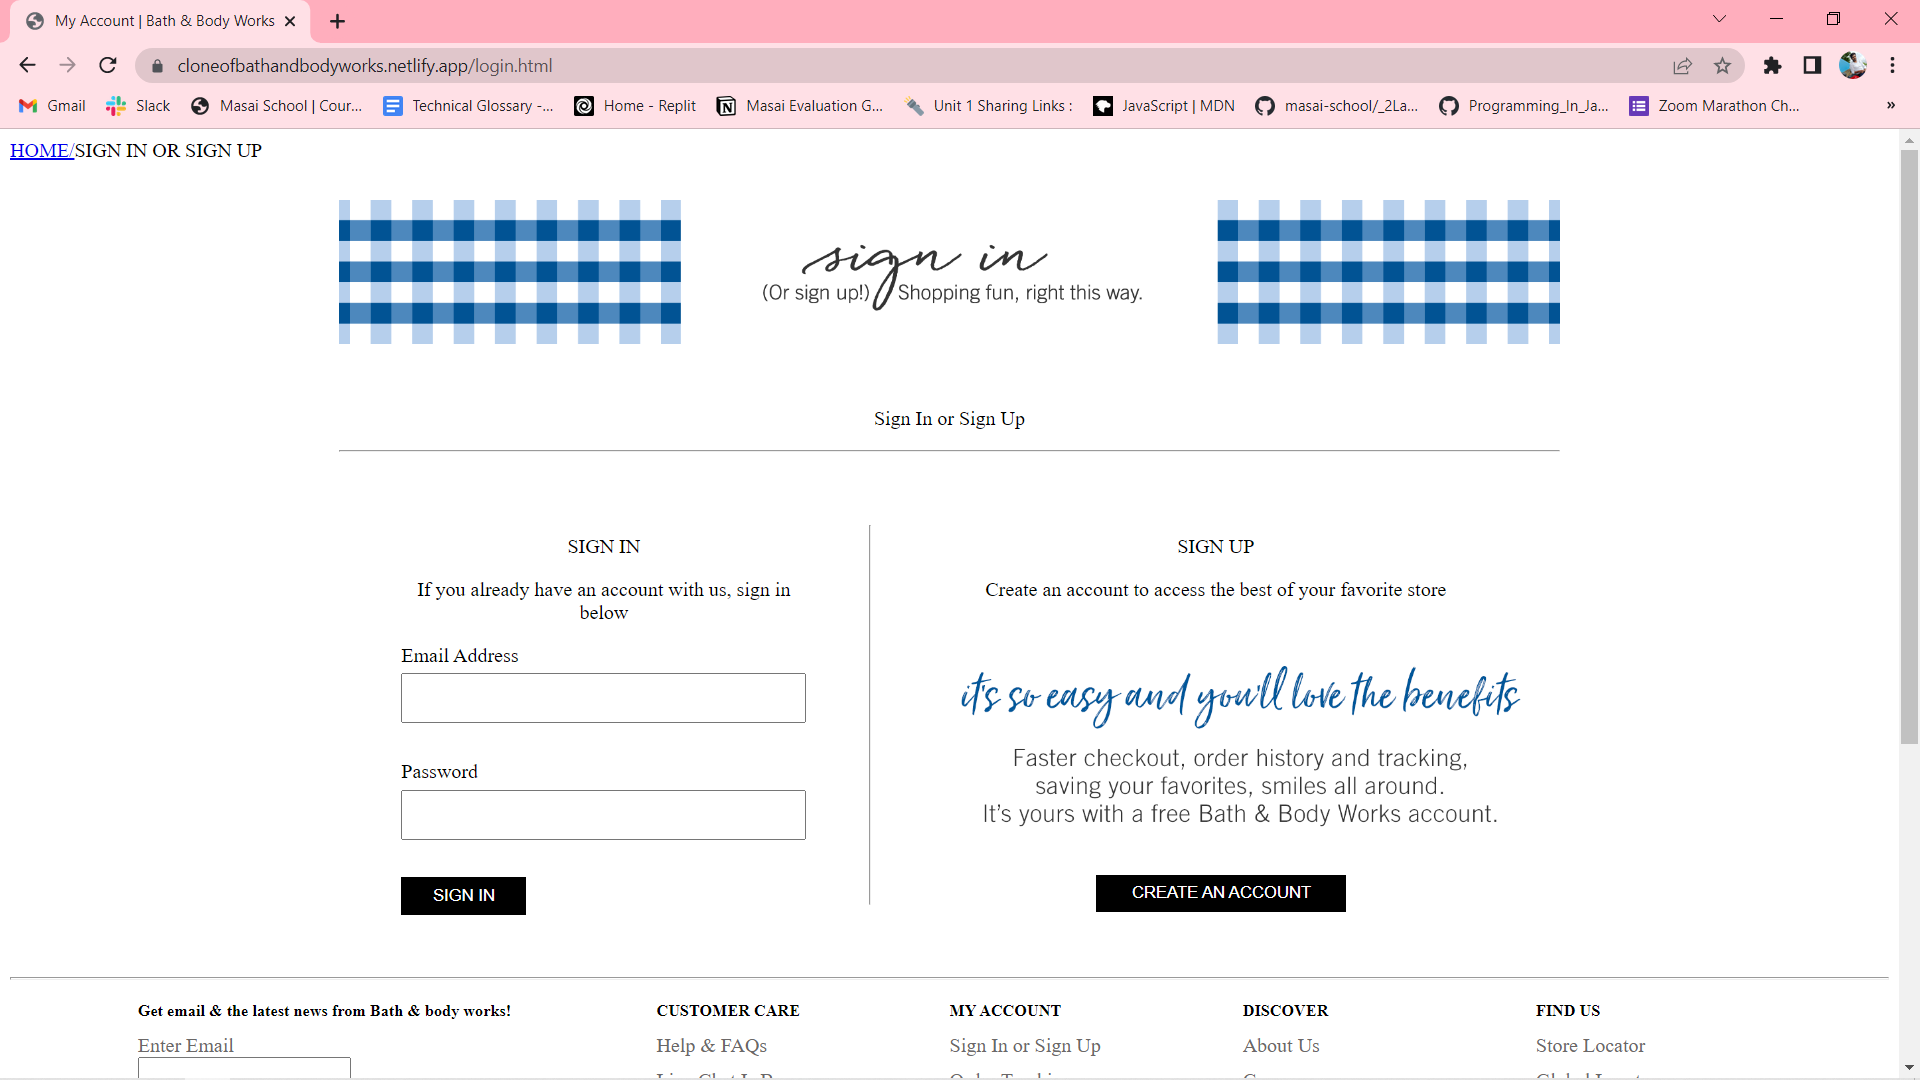 My Account | Bath & Body Works
cloneofbathandbodyworks.netlify.app/login.html
Gmail
Slack
Masai School | Cour...
Technical Glossary -...
Home - Replit
Masai Evaluation G...
Unit 1 Sharing Links :
JavaScript | MDN
masai-school/_2La...
Programming_In_Ja...
Zoom Marathon Ch...
»
HOME/SIGN IN OR SIGN UP
sign in
(Or sign up!) Shopping fun, right this way.
Sign In or Sign Up
SIGN IN
If you already have an account with us, sign in
below
Email Address
Password
SIGN IN
SIGN UP
Create an account to access the best of your favorite store
it's so easy and you'll love the benefits
Faster checkout, order history and tracking,
saving your favorites, smiles all around.
It's yours with a free Bath & Body Works account.
CREATE AN ACCOUNT
Get email & the latest news from Bath & body works!
Enter Email
CUSTOMER CARE
Help & FAQs
MY ACCOUNT
Sign In or Sign Up
DISCOVER
About Us
FIND US
Store Locator